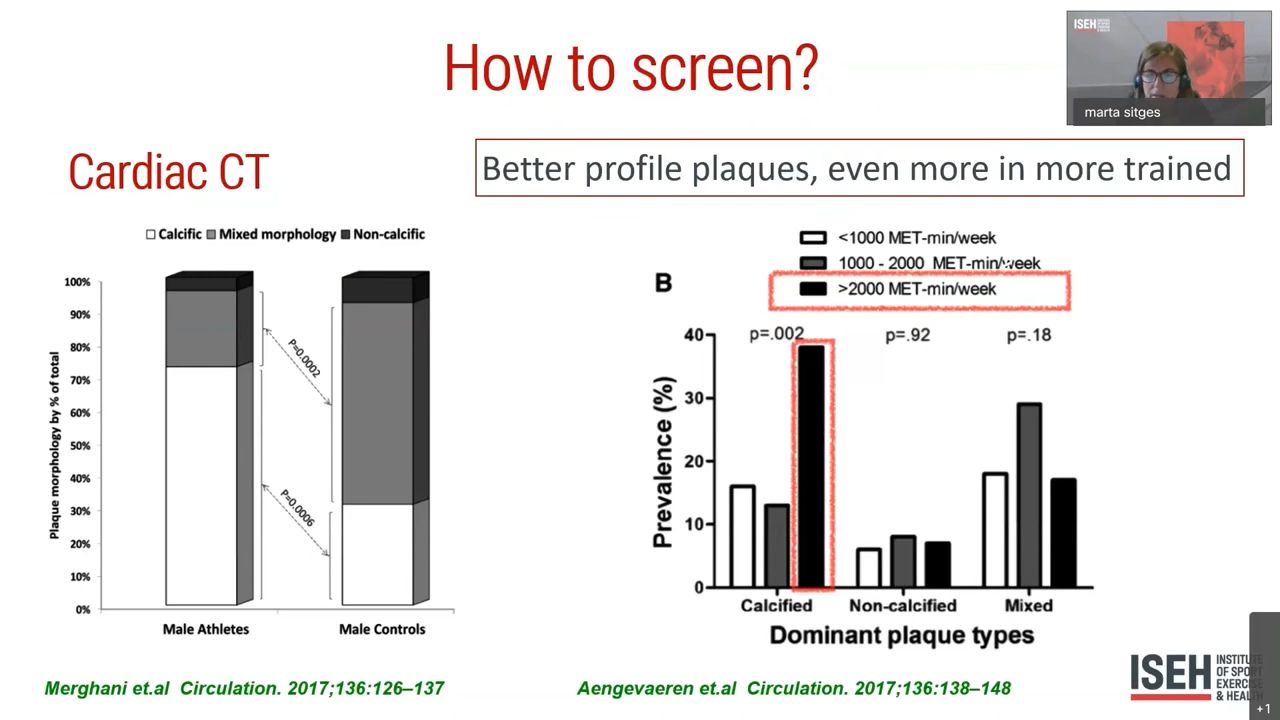 How to screen?
ISEH
marta sitges
Cardiac CT
Better profile plaques, even more in more trained
Calcific Mixed morphology Non-calcific
100%
90%
80%
70%
60%
50%
40%
30%
20%
10%
0%
Plaque morphology by % of total
P=0.0002
P=0.0006
Male Athletes Male Controls
B
<1000 MET-min/week
1000 - 2000 MET-min/week
>2000 MET-min/week
p=.002 p=.92 p=.18
40
30
20
10
0
Prevalence (%)
Calcified Non-calcified Mixed
Dominant plaque types
Merghani et.al Circulation. 2017;136:126–137
Aengevaeren et.al Circulation. 2017;136:138–148
ISEH
INSTITUTE
OF SPORT
EXERCISE
& HEALTH
+1